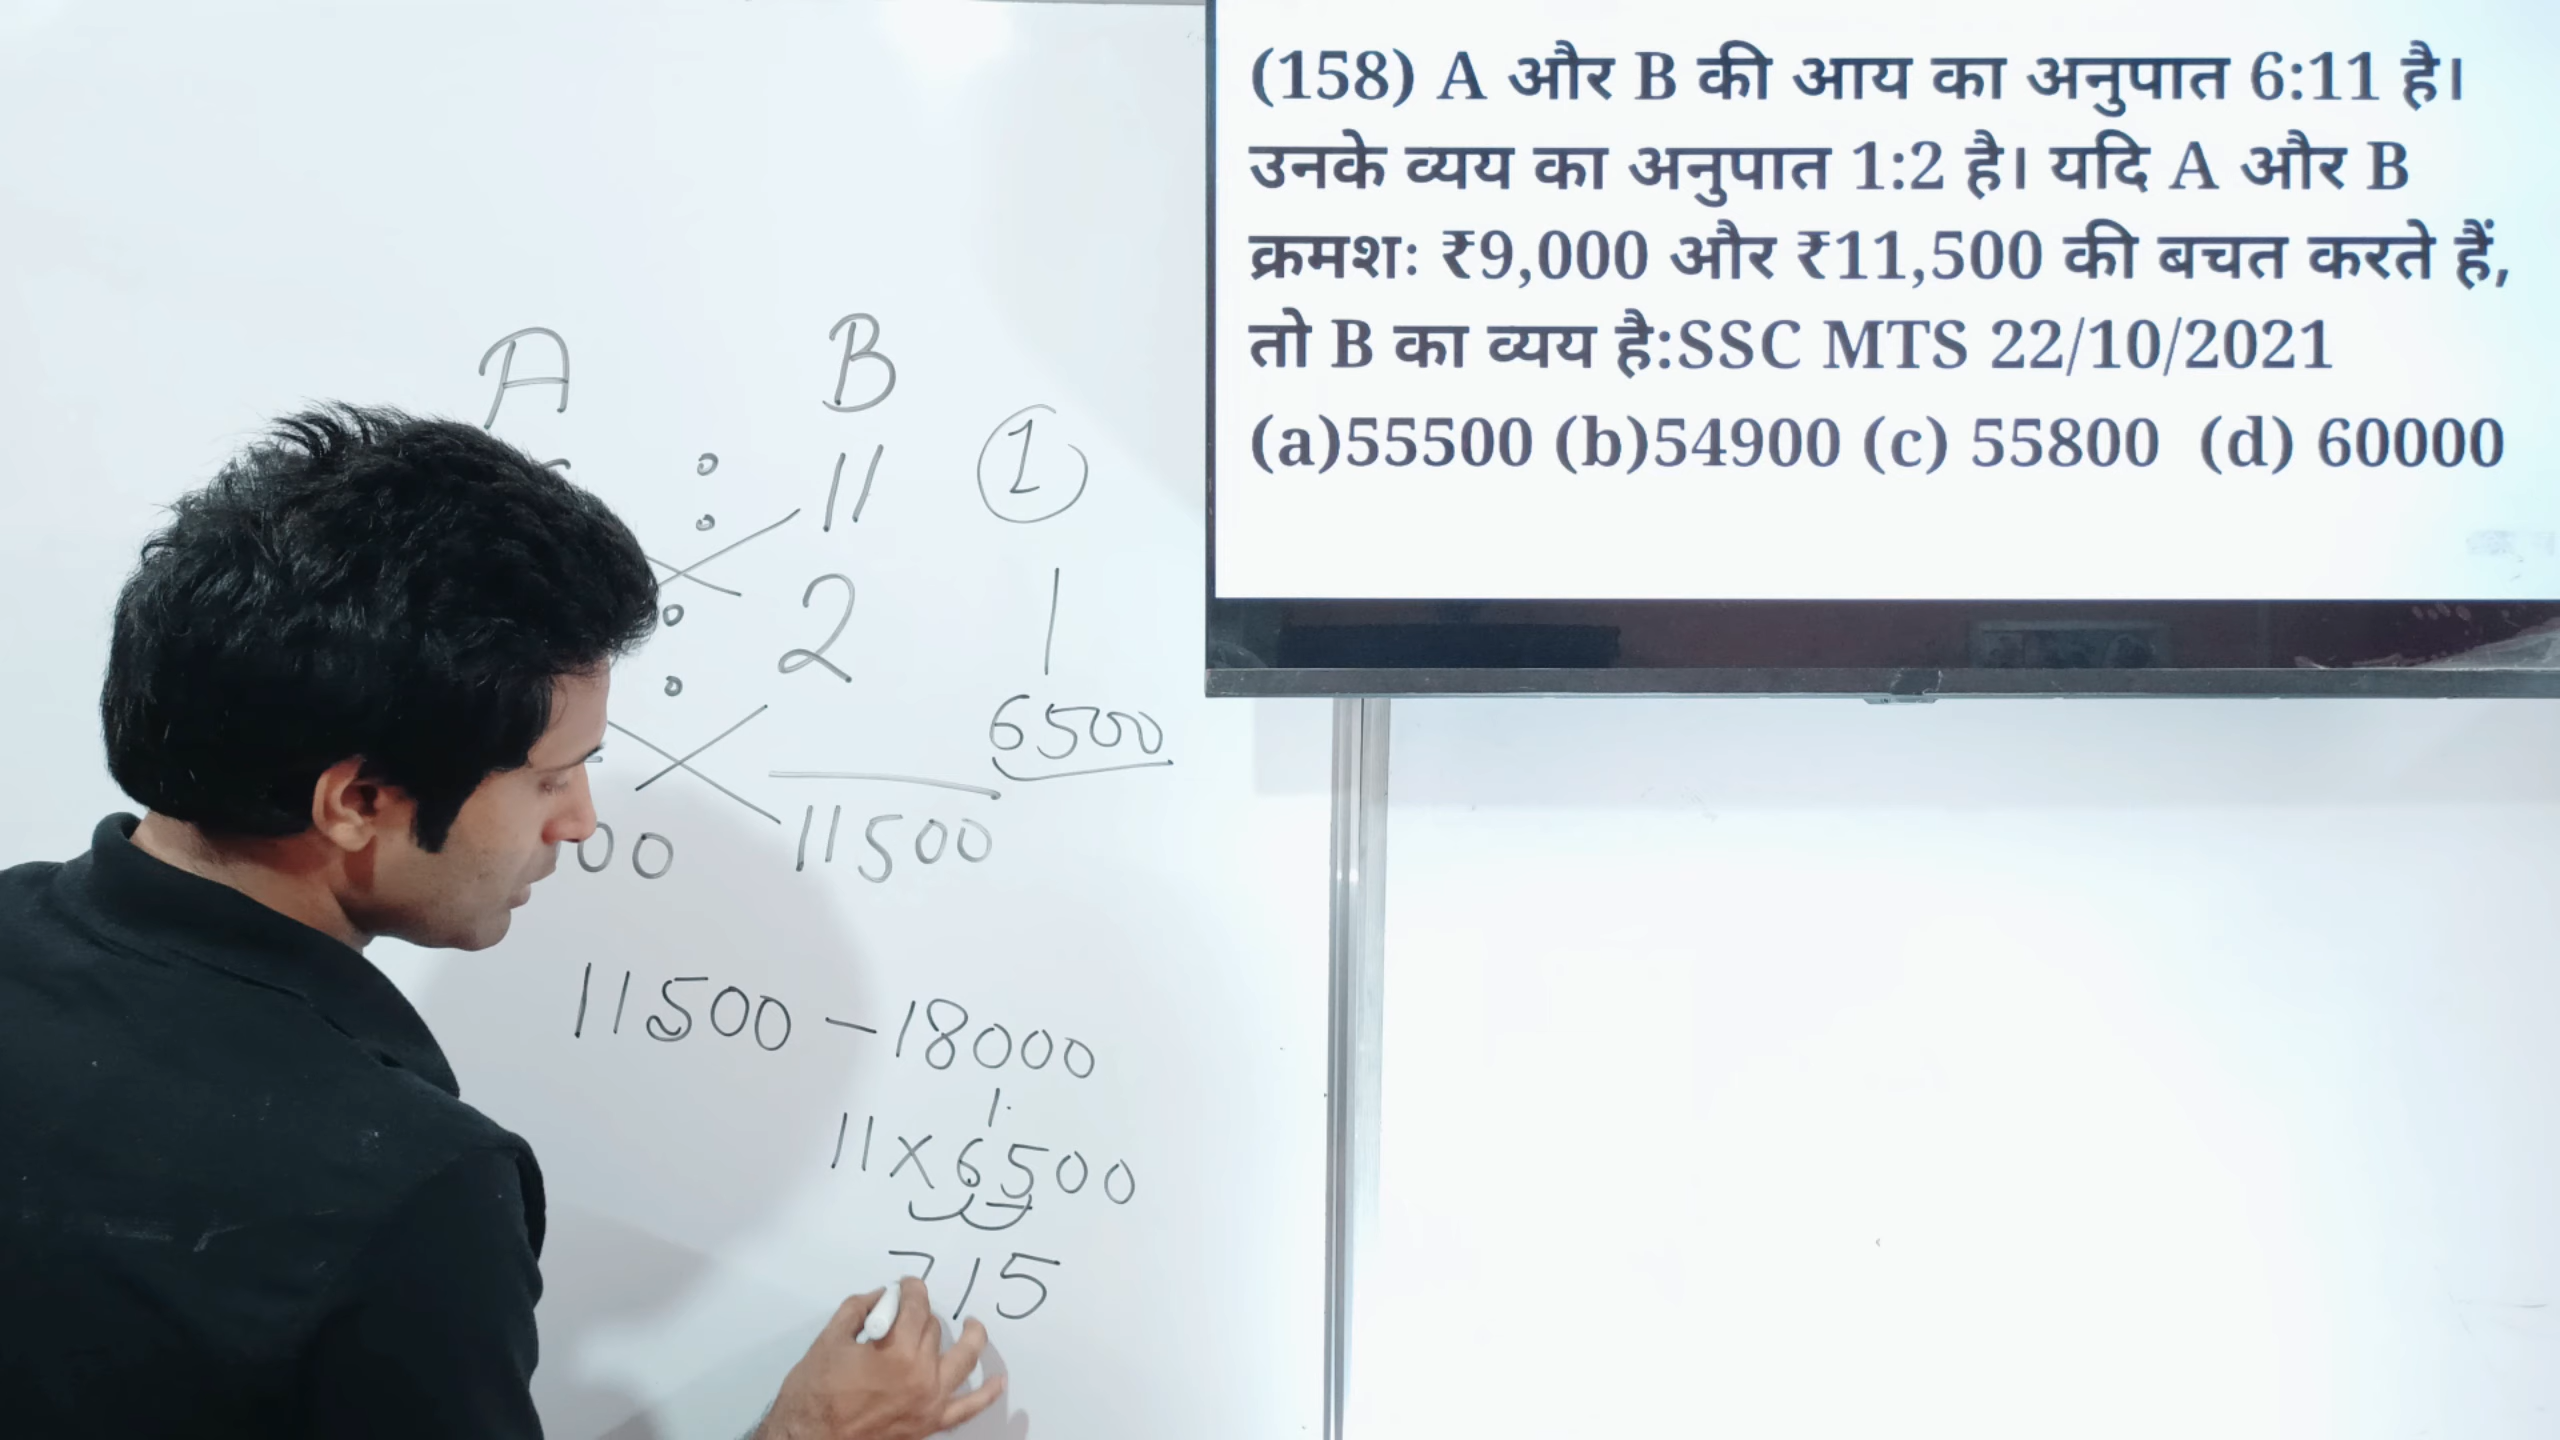 (158) A और B की आय का अनुपात 6:11 है।
उनके व्यय का अनुपात 1:2 है। यदि A और B
क्रमशः ₹9,000 और ₹11,500 की बचत करते हैं,
तो B का व्यय है:SSC MTS 22/10/2021
(a)55500 (b)54900 (c) 55800 (d) 60000
A B
: 11 1
: 2 1
6500
00 11500
11500 - 18000
1
11x6500
715